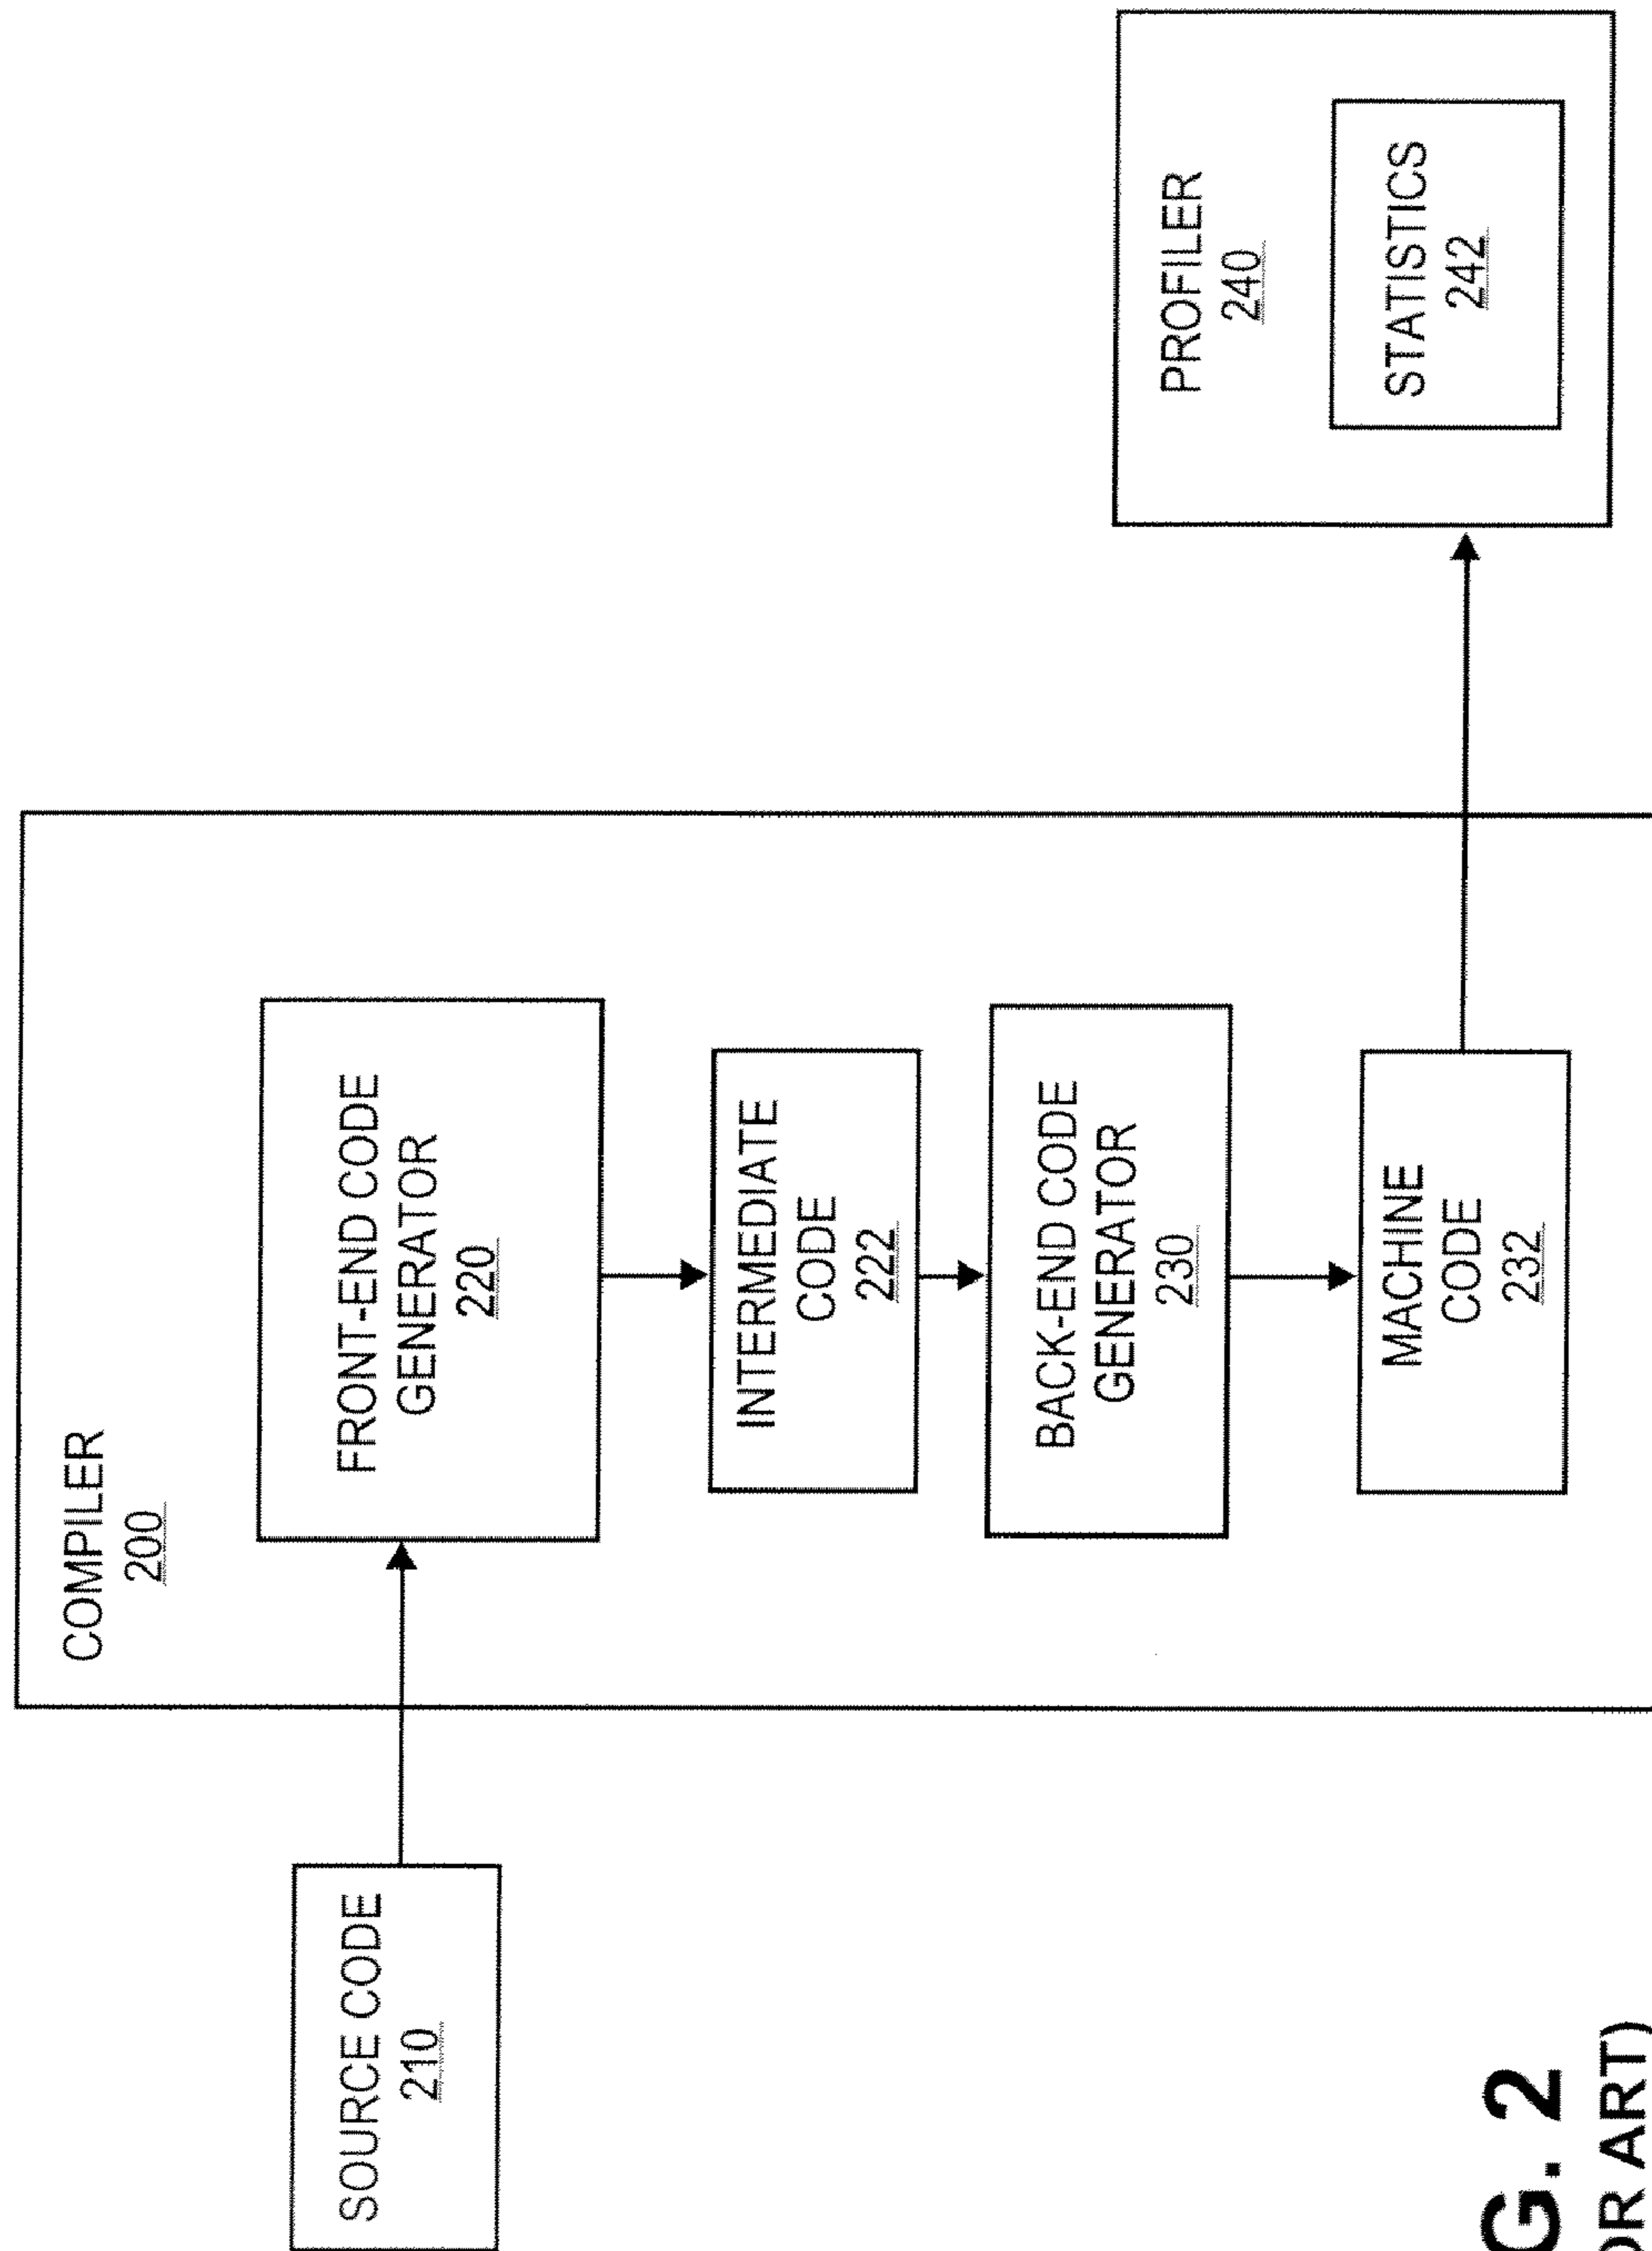 COMPILER
200
SOURCE CODE
210
FRONT-END CODE
GENERATOR
220
INTERMEDIATE
CODE
222
BACK-END CODE
GENERATOR
230
MACHINE
CODE
232
PROFILER
240
STATISTICS
242
G. 2
OR ART)